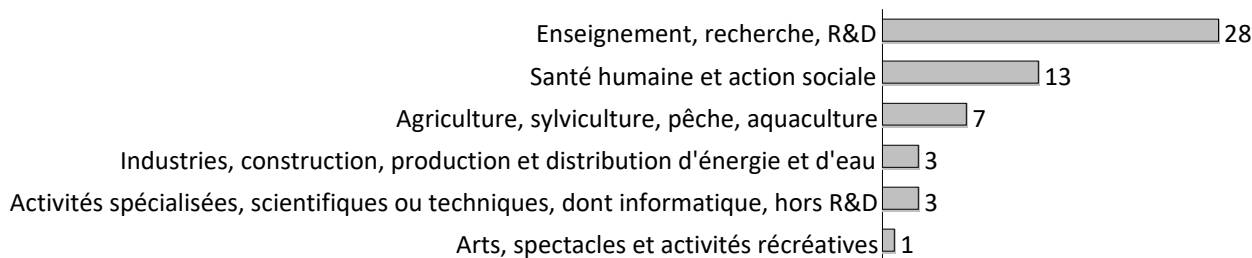 Enseignement, recherche, R&D 28
Santé humaine et action sociale 13
Agriculture, sylviculture, pêche, aquaculture 7
Industries, construction, production et distribution d'énergie et d'eau 3
Activités spécialisées, scientifiques ou techniques, dont informatique, hors R&D 3
Arts, spectacles et activités récréatives 1